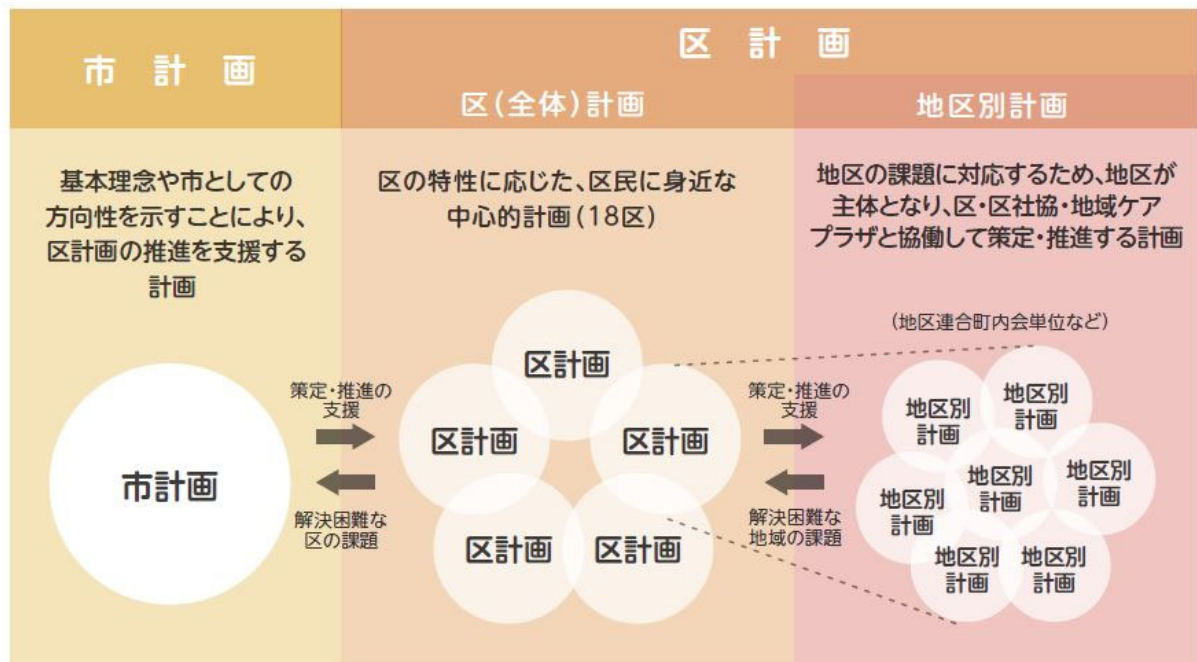 市 計 画
区 計 画
区(全体)計画
地区別計画
基本理念や市としての
方向性を示すことにより、
区計画の推進を支援する
計画
区の特性に応じた、区民に身近な
中心的計画(18区)
地区の課題に対応するため、地区が
主体となり、区・区社協・地域ケア
プラザと協働して策定・推進する計画
(地区連合町内会単位など)
市計画
策定・推進の
支援
解決困難な
区の課題
区計画
区計画
区計画
区計画
区計画
策定・推進の
支援
解決困難な
地域の課題
地区別
計画
地区別
計画
地区別
計画
地区別
計画
地区別
計画
地区別
計画
地区別
計画